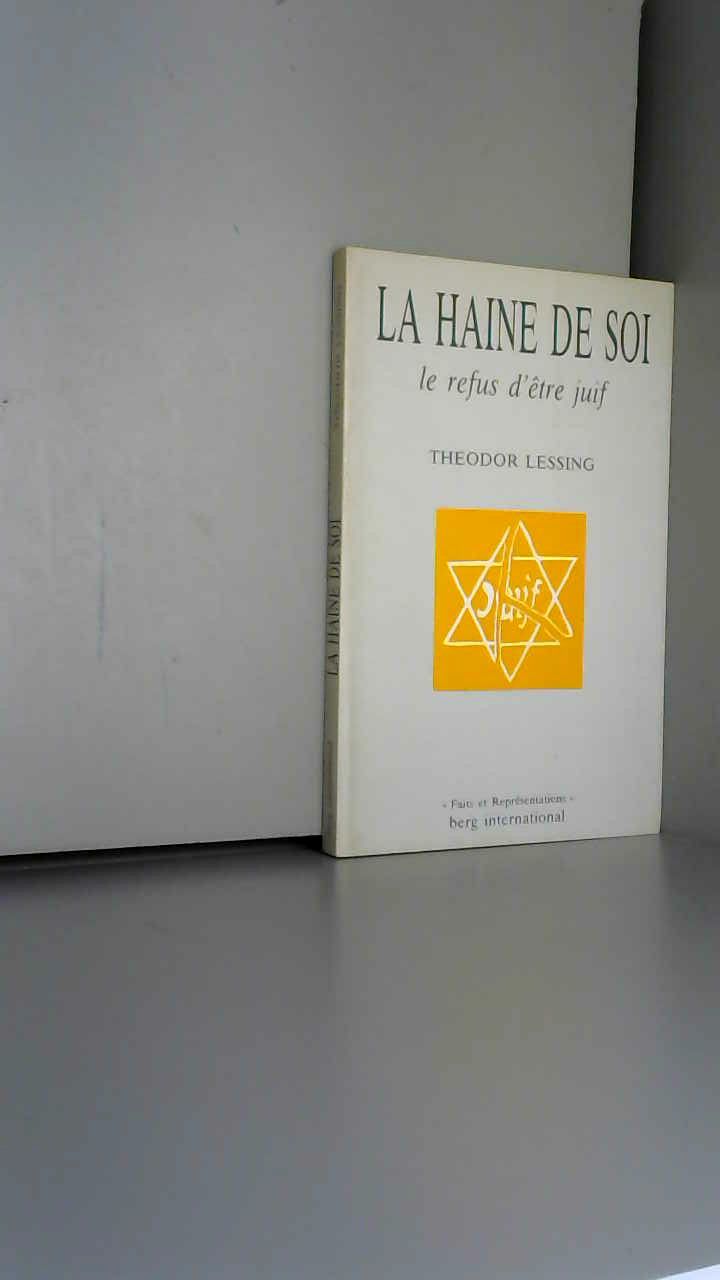 LA HAINE DE SOI
le refus d'être juif
THEODOR LESSING
Juif
« Faits et Représentations »
berg international
LA HAINE DE SOI